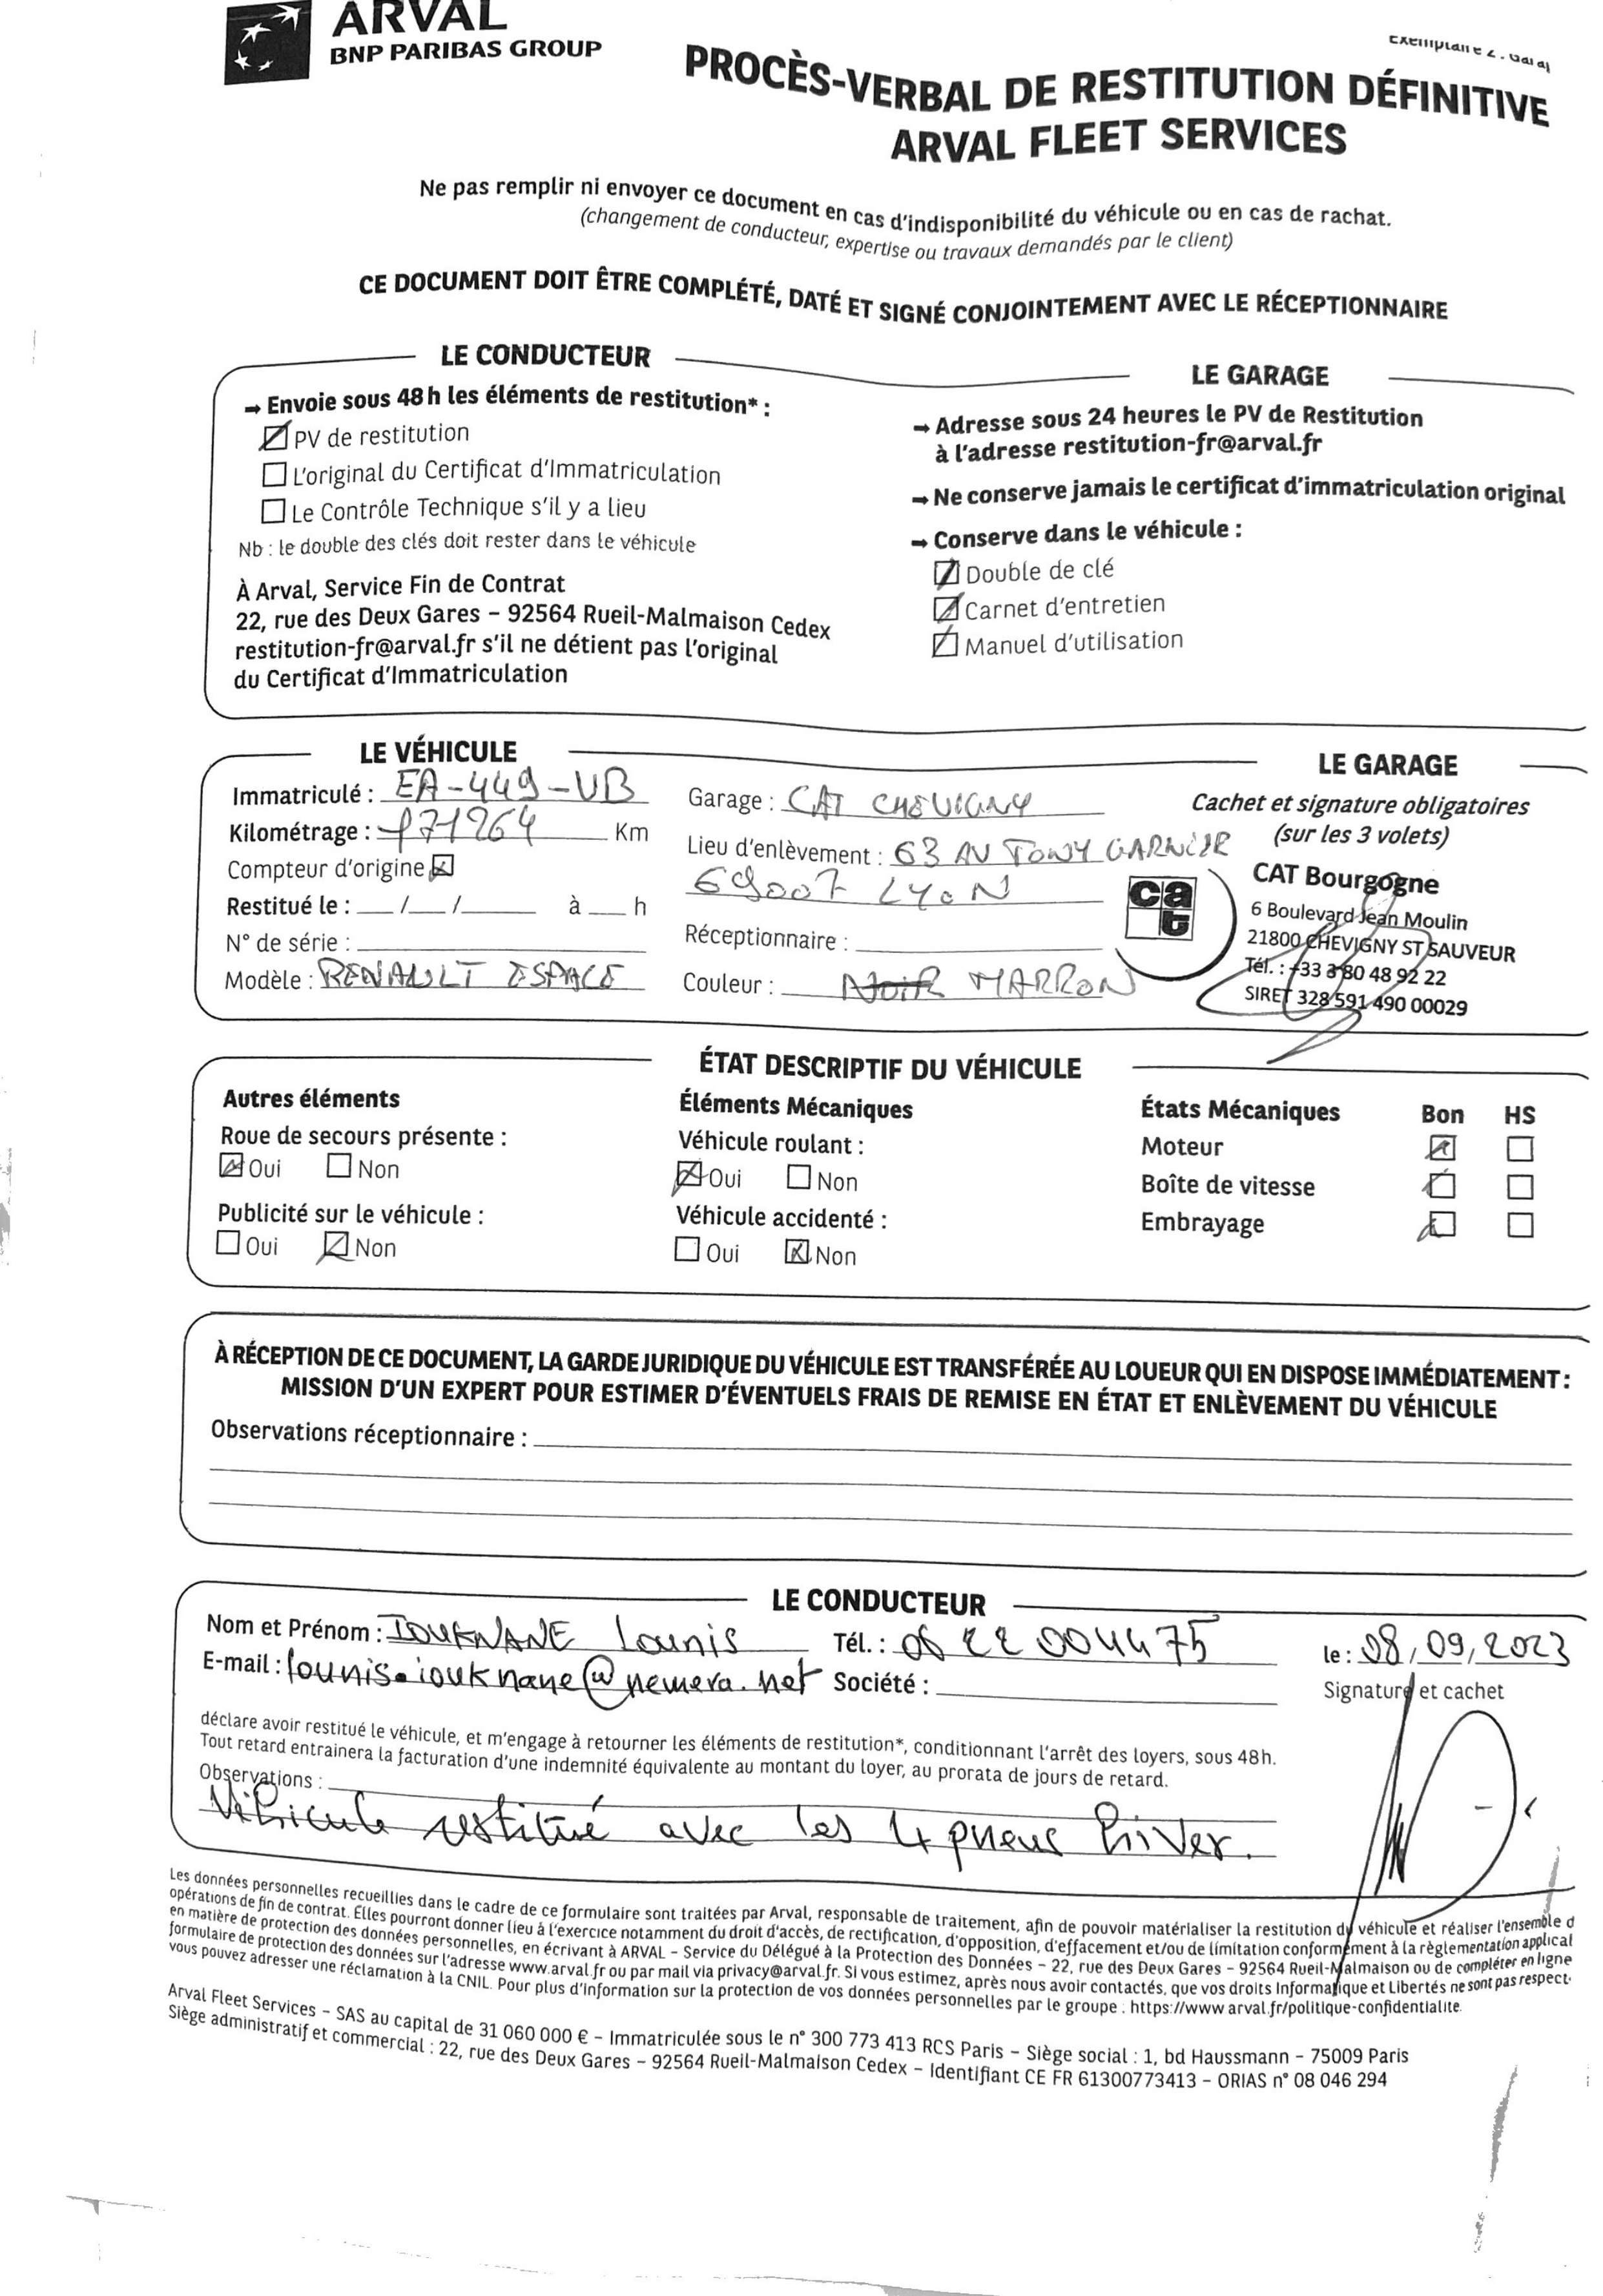 ARVAL
BNP PARIBAS GROUP
Exemplaire 2 : Garag
PROCÈS-VERBAL DE RESTITUTION DÉFINITIVE
ARVAL FLEET SERVICES
Ne pas remplir ni envoyer ce document en cas d'indisponibilité du véhicule ou en cas de rachat.
(changement de conducteur, expertise ou travaux demandés par le client)
CE DOCUMENT DOIT ÊTRE COMPLÉTÉ, DATÉ ET SIGNÉ CONJOINTEMENT AVEC LE RÉCEPTIONNAIRE
LE CONDUCTEUR
→ Envoie sous 48 h les éléments de restitution* :
PV de restitution
L'original du Certificat d'Immatriculation
Le Contrôle Technique s'il y a lieu
Nb : le double des clés doit rester dans le véhicule
À Arval, Service Fin de Contrat
22, rue des Deux Gares – 92564 Rueil-Malmaison Cedex
restitution-fr@arval.fr s'il ne détient pas l'original
du Certificat d'Immatriculation
LE GARAGE
→ Adresse sous 24 heures le PV de Restitution
à l'adresse restitution-fr@arval.fr
→ Ne conserve jamais le certificat d'immatriculation original
→ Conserve dans le véhicule :
Double de clé
Carnet d'entretien
Manuel d'utilisation
LE VÉHICULE
Immatriculé : EA-449-VB
Kilométrage : 171264 Km
Compteur d'origine
Restitué le : / / à h
N° de série :
Modèle : RENAULT ESPACE
Garage : CAT CHEVIGNY
Lieu d'enlèvement : 63 AV TONY GARNIER
69007 LYON
Réceptionnaire :
Couleur : NOIR MARRON
LE GARAGE
Cachet et signature obligatoires
(sur les 3 volets)
cat
CAT Bourgogne
6 Boulevard Jean Moulin
21800 CHEVIGNY ST SAUVEUR
Tél. : +33 3 80 48 92 22
SIRET 328 591 490 00029
ÉTAT DESCRIPTIF DU VÉHICULE
Autres éléments
Roue de secours présente :
Oui Non
Publicité sur le véhicule :
Oui Non
Éléments Mécaniques
Véhicule roulant :
Oui Non
Véhicule accidenté :
Oui Non
États Mécaniques Bon HS
Moteur
Boîte de vitesse
Embrayage
À RÉCEPTION DE CE DOCUMENT, LA GARDE JURIDIQUE DU VÉHICULE EST TRANSFÉRÉE AU LOUEUR QUI EN DISPOSE IMMÉDIATEMENT :
MISSION D'UN EXPERT POUR ESTIMER D'ÉVENTUELS FRAIS DE REMISE EN ÉTAT ET ENLÈVEMENT DU VÉHICULE
Observations réceptionnaire :
LE CONDUCTEUR
Nom et Prénom : IOUKNANE Lounis Tél. : 06 22 004475 le : 08/09/2023
E-mail : lounis.iouknane@nemera.net Société : Signature et cachet
déclare avoir restitué le véhicule, et m'engage à retourner les éléments de restitution*, conditionnant l'arrêt des loyers, sous 48h.
Tout retard entrainera la facturation d'une indemnité équivalente au montant du loyer, au prorata de jours de retard.
Observations :
Véhicule restitué avec les 4 pneus hiver.
Les données personnelles recueillies dans le cadre de ce formulaire sont traitées par Arval, responsable de traitement, afin de pouvoir matérialiser la restitution du véhicule et réaliser l'ensemble d
opérations de fin de contrat. Elles pourront donner lieu à l'exercice notamment du droit d'accès, de rectification, d'opposition, d'effacement et/ou de limitation conformément à la règlementation applical
en matière de protection des données personnelles, en écrivant à ARVAL – Service du Délégué à la Protection des Données – 22, rue des Deux Gares – 92564 Rueil-Malmaison ou de compléter en ligne
formulaire de protection des données sur l'adresse www.arval.fr ou par mail via privacy@arval.fr. Si vous estimez, après nous avoir contactés, que vos droits Informatique et Libertés ne sont pas respect
vous pouvez adresser une réclamation à la CNIL. Pour plus d'information sur la protection de vos données personnelles par le groupe : https://www arval.fr/politique-confidentialite.
Arval Fleet Services – SAS au capital de 31 060 000 € – Immatriculée sous le n° 300 773 413 RCS Paris – Siège social : 1, bd Haussmann – 75009 Paris
Siège administratif et commercial : 22, rue des Deux Gares – 92564 Rueil-Malmaison Cedex – Identifiant CE FR 61300773413 – ORIAS n° 08 046 294